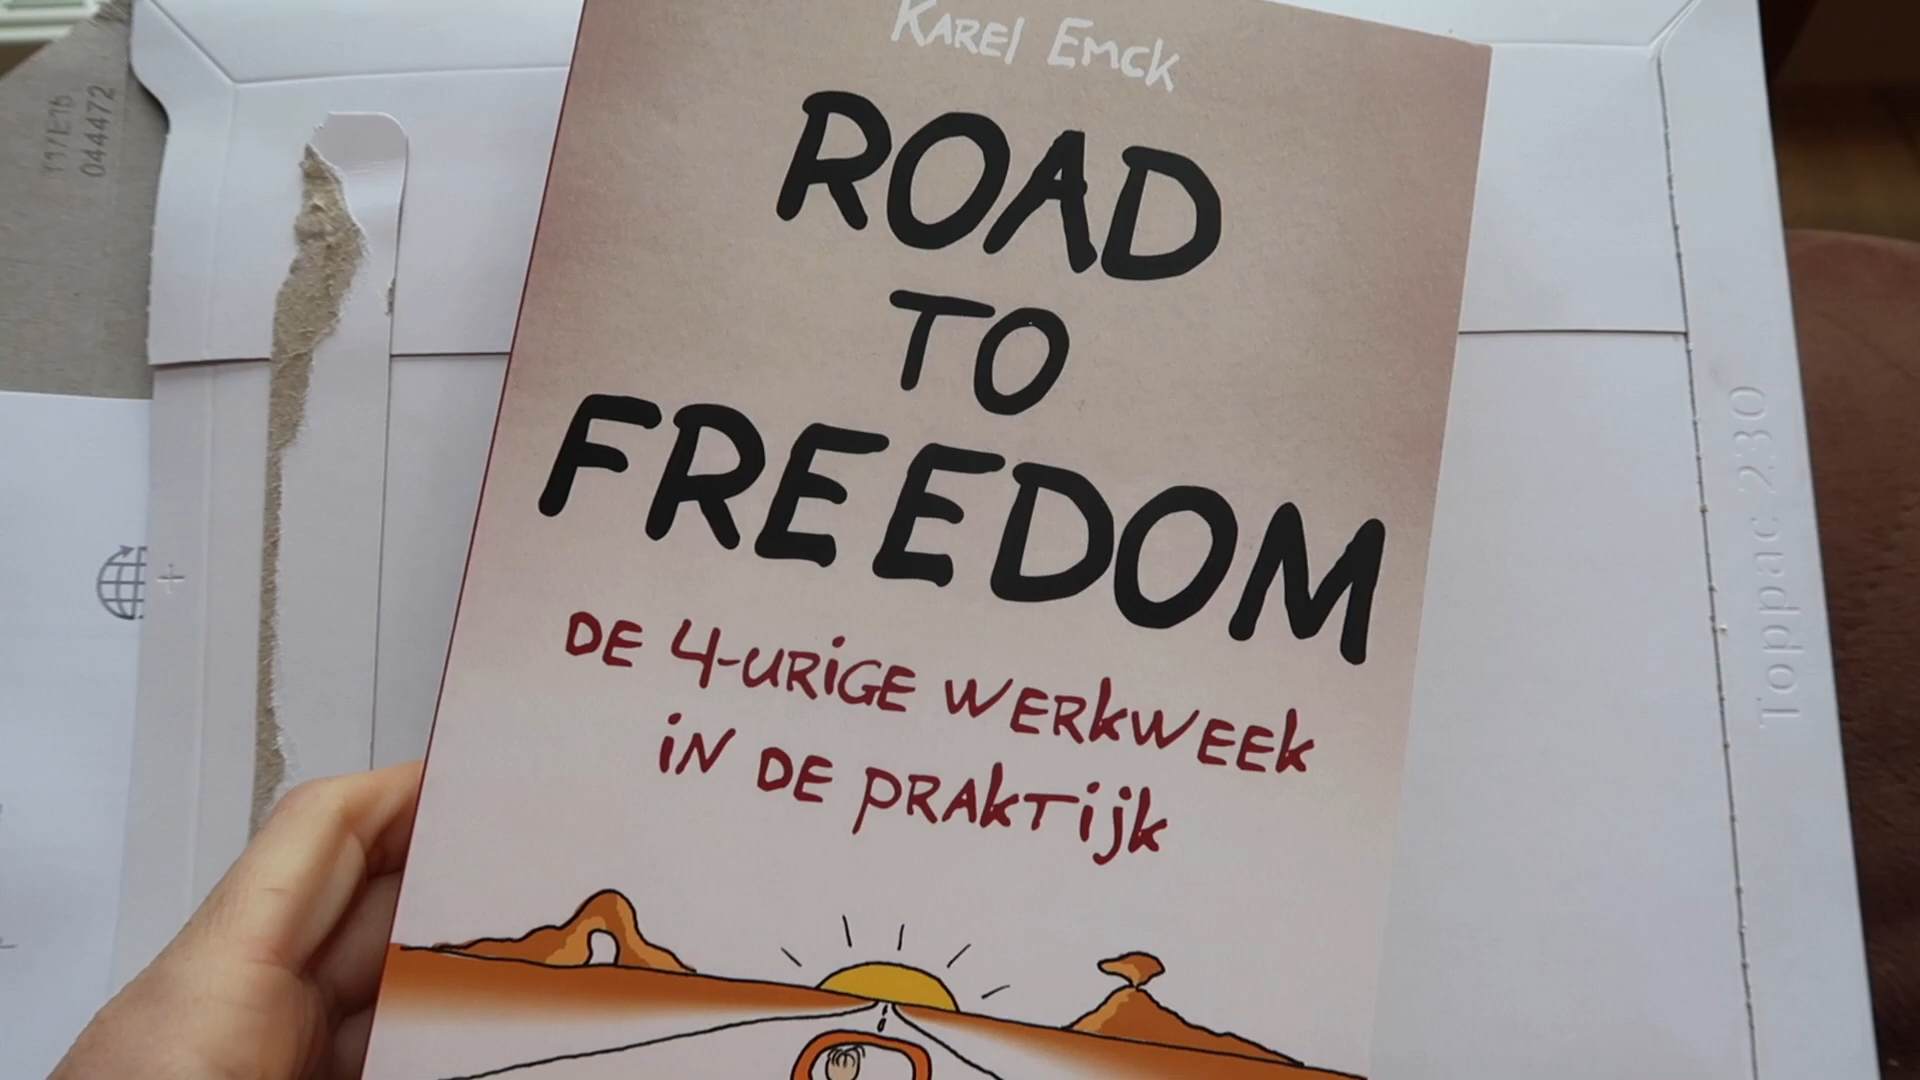 KAREl EmcK
ROAD
TO
FREEDOM
DE 4-URiGE WERkWEEk
iN DE PRAkTijk
Toppac 230
044472